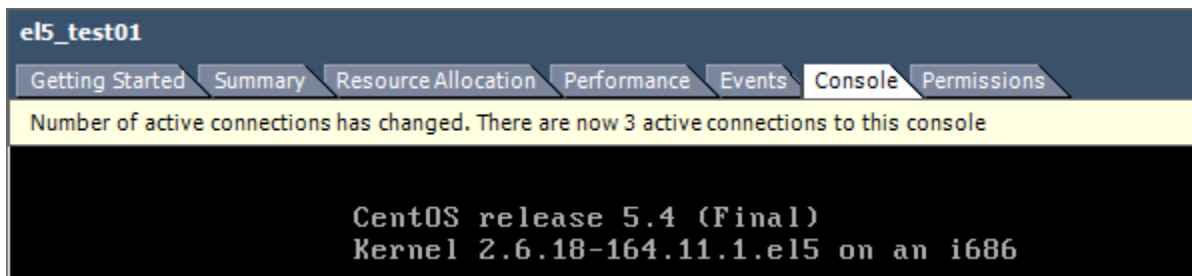 el5_test01
Getting Started Summary Resource Allocation Performance Events Console Permissions
Number of active connections has changed. There are now 3 active connections to this console
CentOS release 5.4 (Final)
Kernel 2.6.18-164.11.1.el5 on an i686